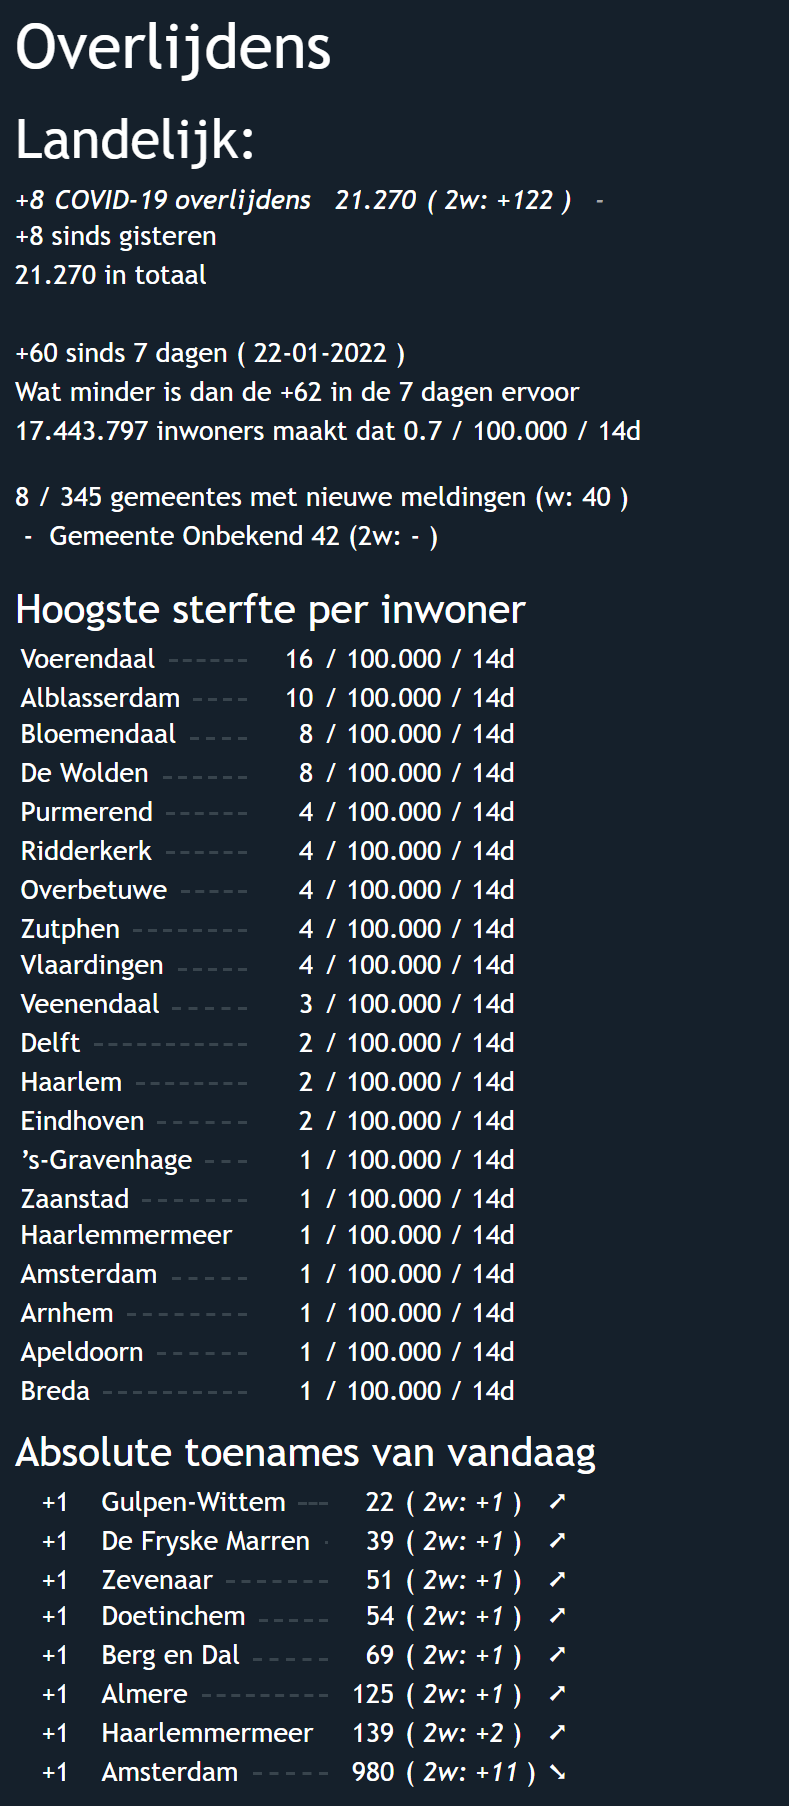 Overlijdens
Landelijk:
+8 COVID-19 overlijdens 21.270 ( 2w: +122 ) -
+8 sinds gisteren
21.270 in totaal
+60 sinds 7 dagen ( 22-01-2022 )
Wat minder is dan de +62 in de 7 dagen ervoor
17.443.797 inwoners maakt dat 0.7 / 100.000 / 14d
8 / 345 gemeentes met nieuwe meldingen (w: 40 )
- Gemeente Onbekend 42 (2w: - )
Hoogste sterfte per inwoner
Voerendaal ------ 16 / 100.000 / 14d
Alblasserdam ---- 10 / 100.000 / 14d
Bloemendaal ---- 8 / 100.000 / 14d
De Wolden ------ 8 / 100.000 / 14d
Purmerend ------ 4 / 100.000 / 14d
Ridderkerk ------ 4 / 100.000 / 14d
Overbetuwe ----- 4 / 100.000 / 14d
Zutphen -------- 4 / 100.000 / 14d
Vlaardingen ----- 4 / 100.000 / 14d
Veenendaal ----- 3 / 100.000 / 14d
Delft ----------- 2 / 100.000 / 14d
Haarlem -------- 2 / 100.000 / 14d
Eindhoven ------ 2 / 100.000 / 14d
’s-Gravenhage --- 1 / 100.000 / 14d
Zaanstad ------- 1 / 100.000 / 14d
Haarlemmermeer 1 / 100.000 / 14d
Amsterdam ----- 1 / 100.000 / 14d
Arnhem -------- 1 / 100.000 / 14d
Apeldoorn ------ 1 / 100.000 / 14d
Breda ---------- 1 / 100.000 / 14d
Absolute toenames van vandaag
+1 Gulpen-Wittem --- 22 ( 2w: +1 ) ➚
+1 De Fryske Marren · 39 ( 2w: +1 ) ➚
+1 Zevenaar ------- 51 ( 2w: +1 ) ➚
+1 Doetinchem ----- 54 ( 2w: +1 ) ➚
+1 Berg en Dal ----- 69 ( 2w: +1 ) ➚
+1 Almere --------- 125 ( 2w: +1 ) ➚
+1 Haarlemmermeer 139 ( 2w: +2 ) ➚
+1 Amsterdam ----- 980 ( 2w: +11 ) ➘